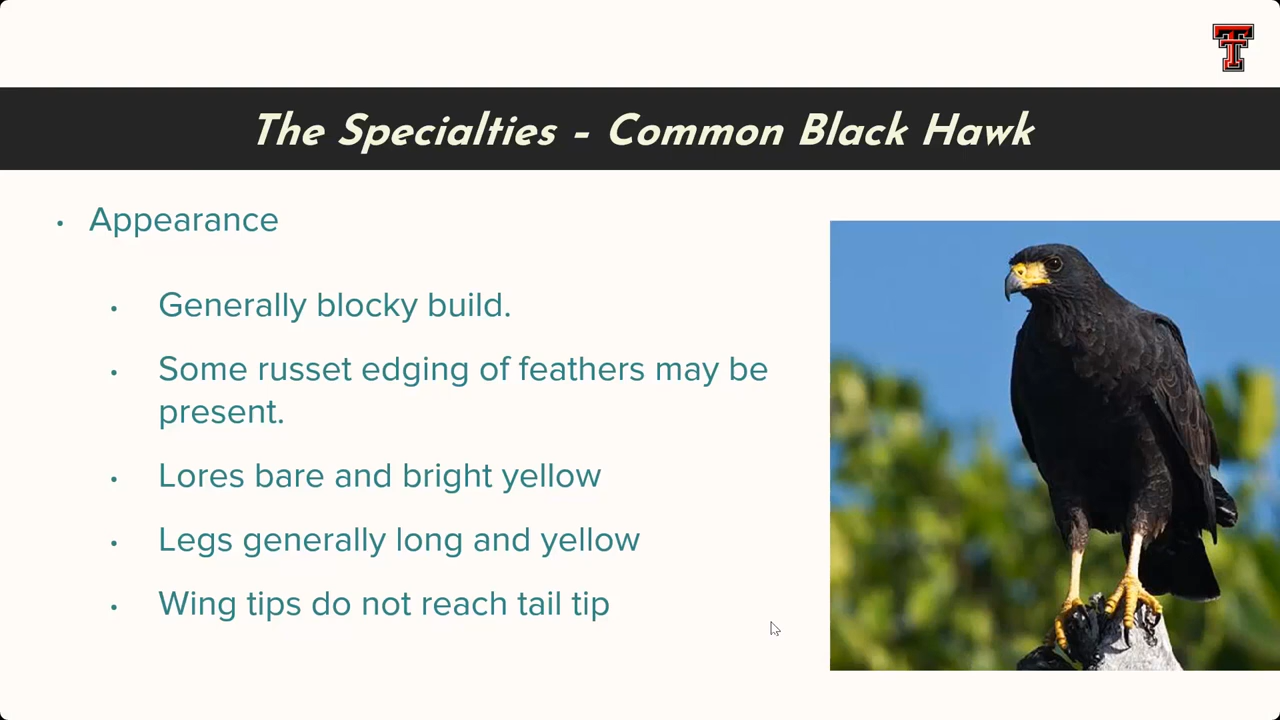 The Specialties - Common Black Hawk
• Appearance
• Generally blocky build.
• Some russet edging of feathers may be
present.
• Lores bare and bright yellow
• Legs generally long and yellow
• Wing tips do not reach tail tip